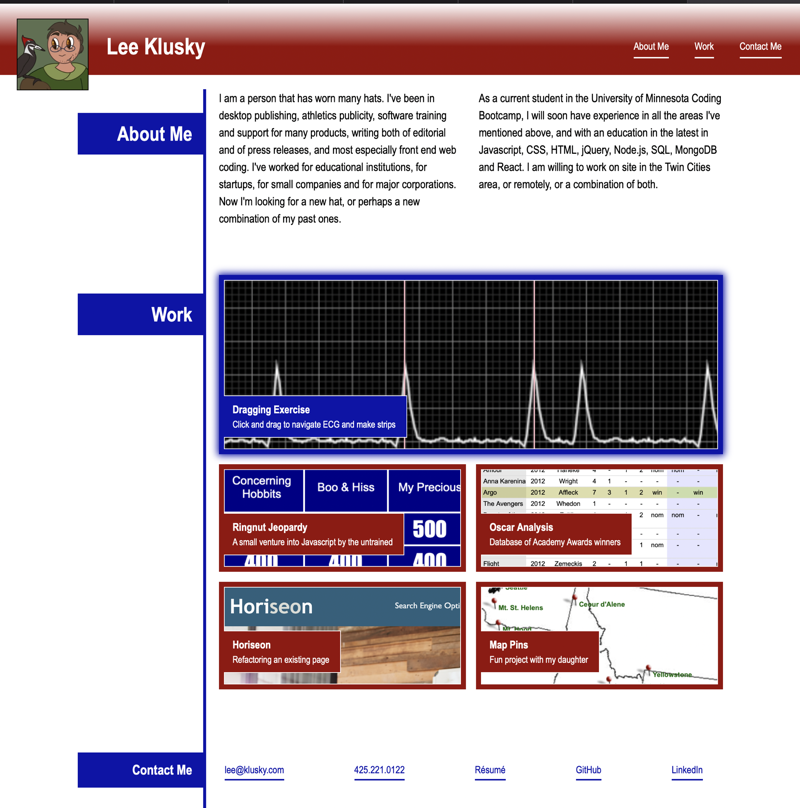 Lee Klusky
About Me
Work
Contact Me
About Me
I am a person that has worn many hats. I've been in
desktop publishing, athletics publicity, software training
and support for many products, writing both of editorial
and of press releases, and most especially front end web
coding. I've worked for educational institutions, for
startups, for small companies and for major corporations.
Now I'm looking for a new hat, or perhaps a new
combination of my past ones.
As a current student in the University of Minnesota Coding
Bootcamp, I will soon have experience in all the areas I've
mentioned above, and with an education in the latest in
Javascript, CSS, HTML, jQuery, Node.js, SQL, MongoDB
and React. I am willing to work on site in the Twin Cities
area, or remotely, or a combination of both.
Work
Dragging Exercise
Click and drag to navigate ECG and make strips
Concerning
Hobbits
Boo & Hiss
My Precious
500
Ringnut Jeopardy
A small venture into Javascript by the untrained
400 400 400
Amour 2012 Haneke 4 - 1 2 nom nom - -
Anna Karenina 2012 Wright 4 1 - - - - -
Argo 2012 Affleck 7 3 1 2 win - win
The Avengers 2012 Whedon 1 - - - - - -
2 nom nom -
- - -
1 nom - -
Flight 2012 Zemeckis 2 - 1 1 - - -
Oscar Analysis
Database of Academy Awards winners
Horiseon
Search Engine Opti
Horiseon
Refactoring an existing page
Seattle
Mt. St. Helens
Coeur d'Alene
Mt. Hood
Yellowstone
Map Pins
Fun project with my daughter
Contact Me
lee@klusky.com
425.221.0122
Résumé
GitHub
LinkedIn